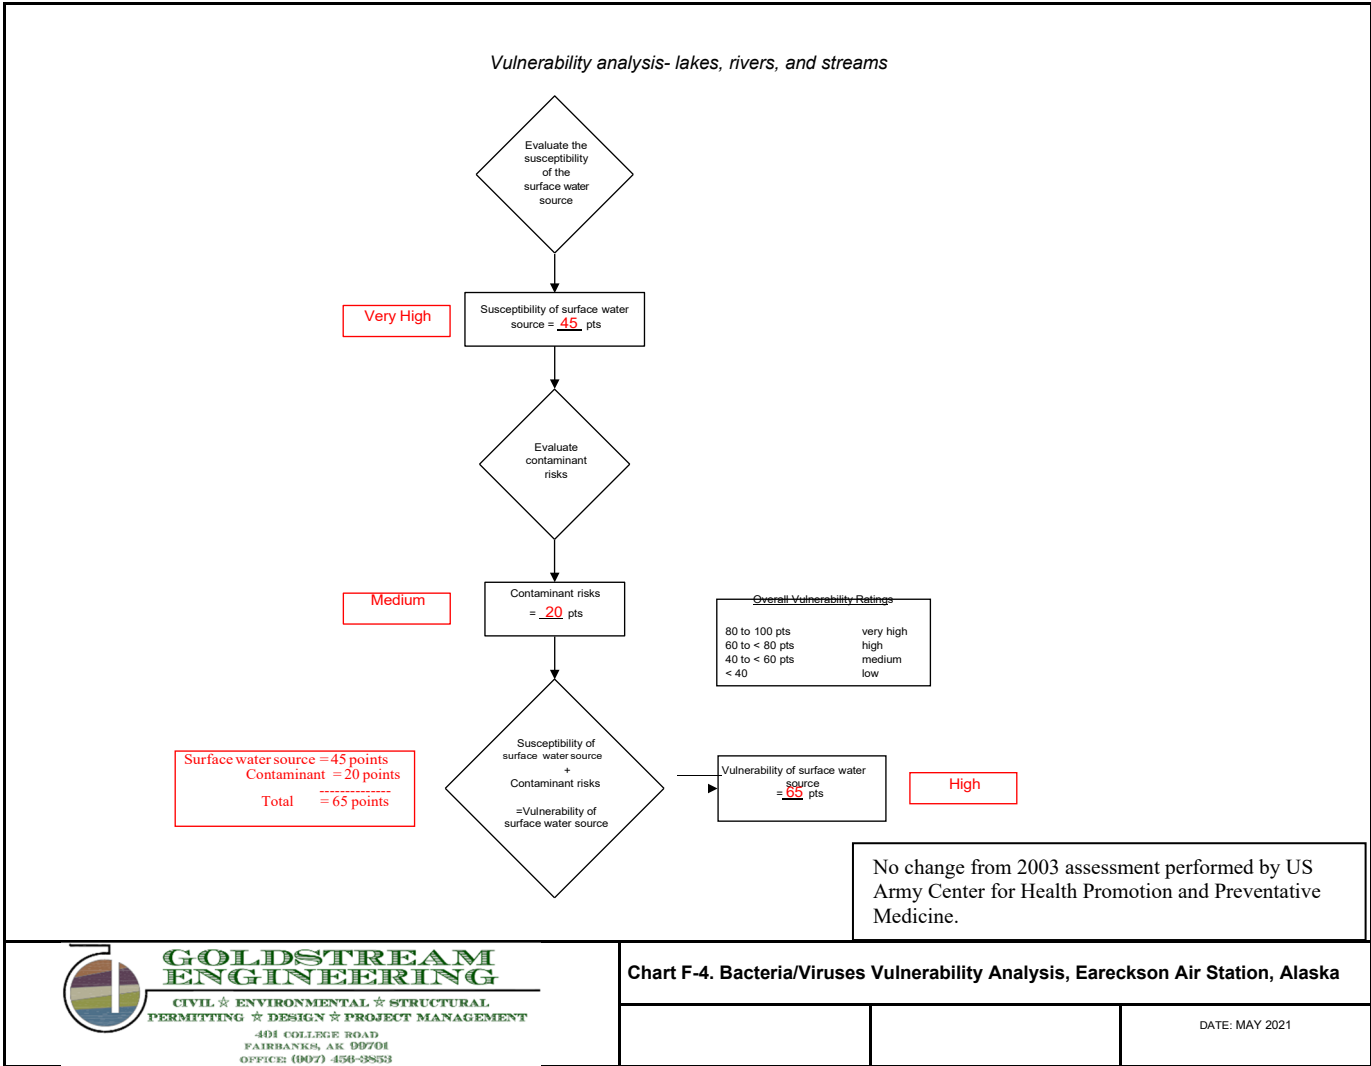 Vulnerability analysis- lakes, rivers, and streams
Evaluate the
susceptibility
of the
surface water
source
Very High
Susceptibility of surface water
source = 45 pts
Evaluate
contaminant
risks
Medium
Contaminant risks
= 20 pts
Overall Vulnerability Ratings
80 to 100 pts very high
60 to < 80 pts high
40 to < 60 pts medium
< 40 low
Surface water source = 45 points
Contaminant = 20 points
--------------
Total = 65 points
Susceptibility of
surface water source
+
Contaminant risks
=Vulnerability of
surface water source
Vulnerability of surface water
source
= 65 pts
High
No change from 2003 assessment performed by US
Army Center for Health Promotion and Preventative
Medicine.
GOLDSTREAM
ENGINEERING
CIVIL ☆ ENVIRONMENTAL ☆ STRUCTURAL
PERMITTING ☆ DESIGN ☆ PROJECT MANAGEMENT
401 COLLEGE ROAD
FAIRBANKS, AK 99701
OFFICE: (907) 456-3853
Chart F-4. Bacteria/Viruses Vulnerability Analysis, Eareckson Air Station, Alaska
DATE: MAY 2021